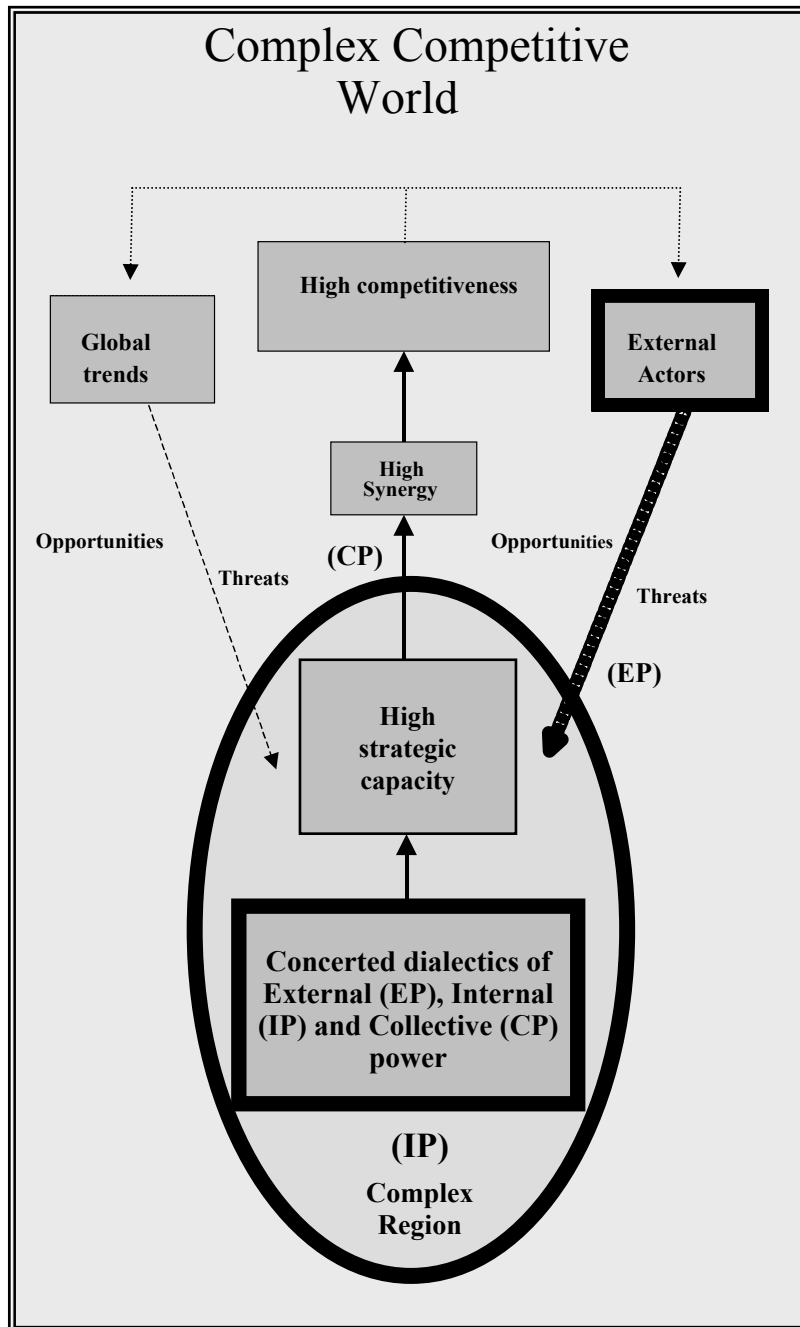 Complex Competitive
World
High competitiveness
Global
trends
External
Actors
High
Synergy
Opportunities
Threats
(CP)
Opportunities
Threats
(EP)
High
strategic
capacity
Concerted dialectics of
External (EP), Internal
(IP) and Collective (CP)
power
(IP)
Complex
Region